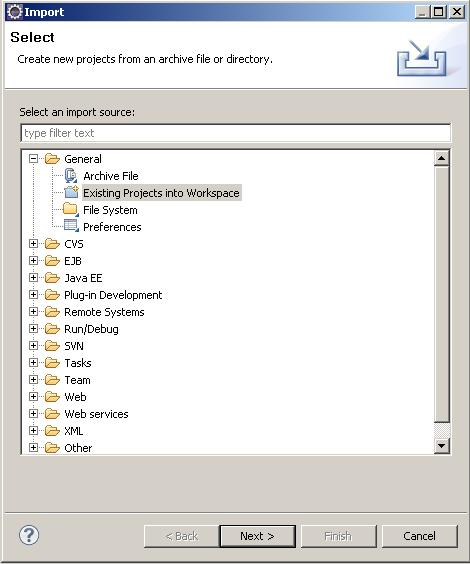 Import
Select
Create new projects from an archive file or directory.
Select an import source:
type filter text
General
Archive File
Existing Projects into Workspace
File System
Preferences
CVS
EJB
Java EE
Plug-in Development
Remote Systems
Run/Debug
SVN
Tasks
Team
Web
Web services
XML
Other
?
< Back
Next >
Finish
Cancel